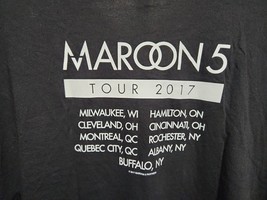 MAROON 5
TOUR 2017
MILWAUKEE, WI HAMILTON, ON
CLEVELAND, OH CINCINNATI, OH
MONTREAL, QC ROCHESTER, NY
QUEBEC CITY, QC ALBANY, NY
BUFFALO, NY